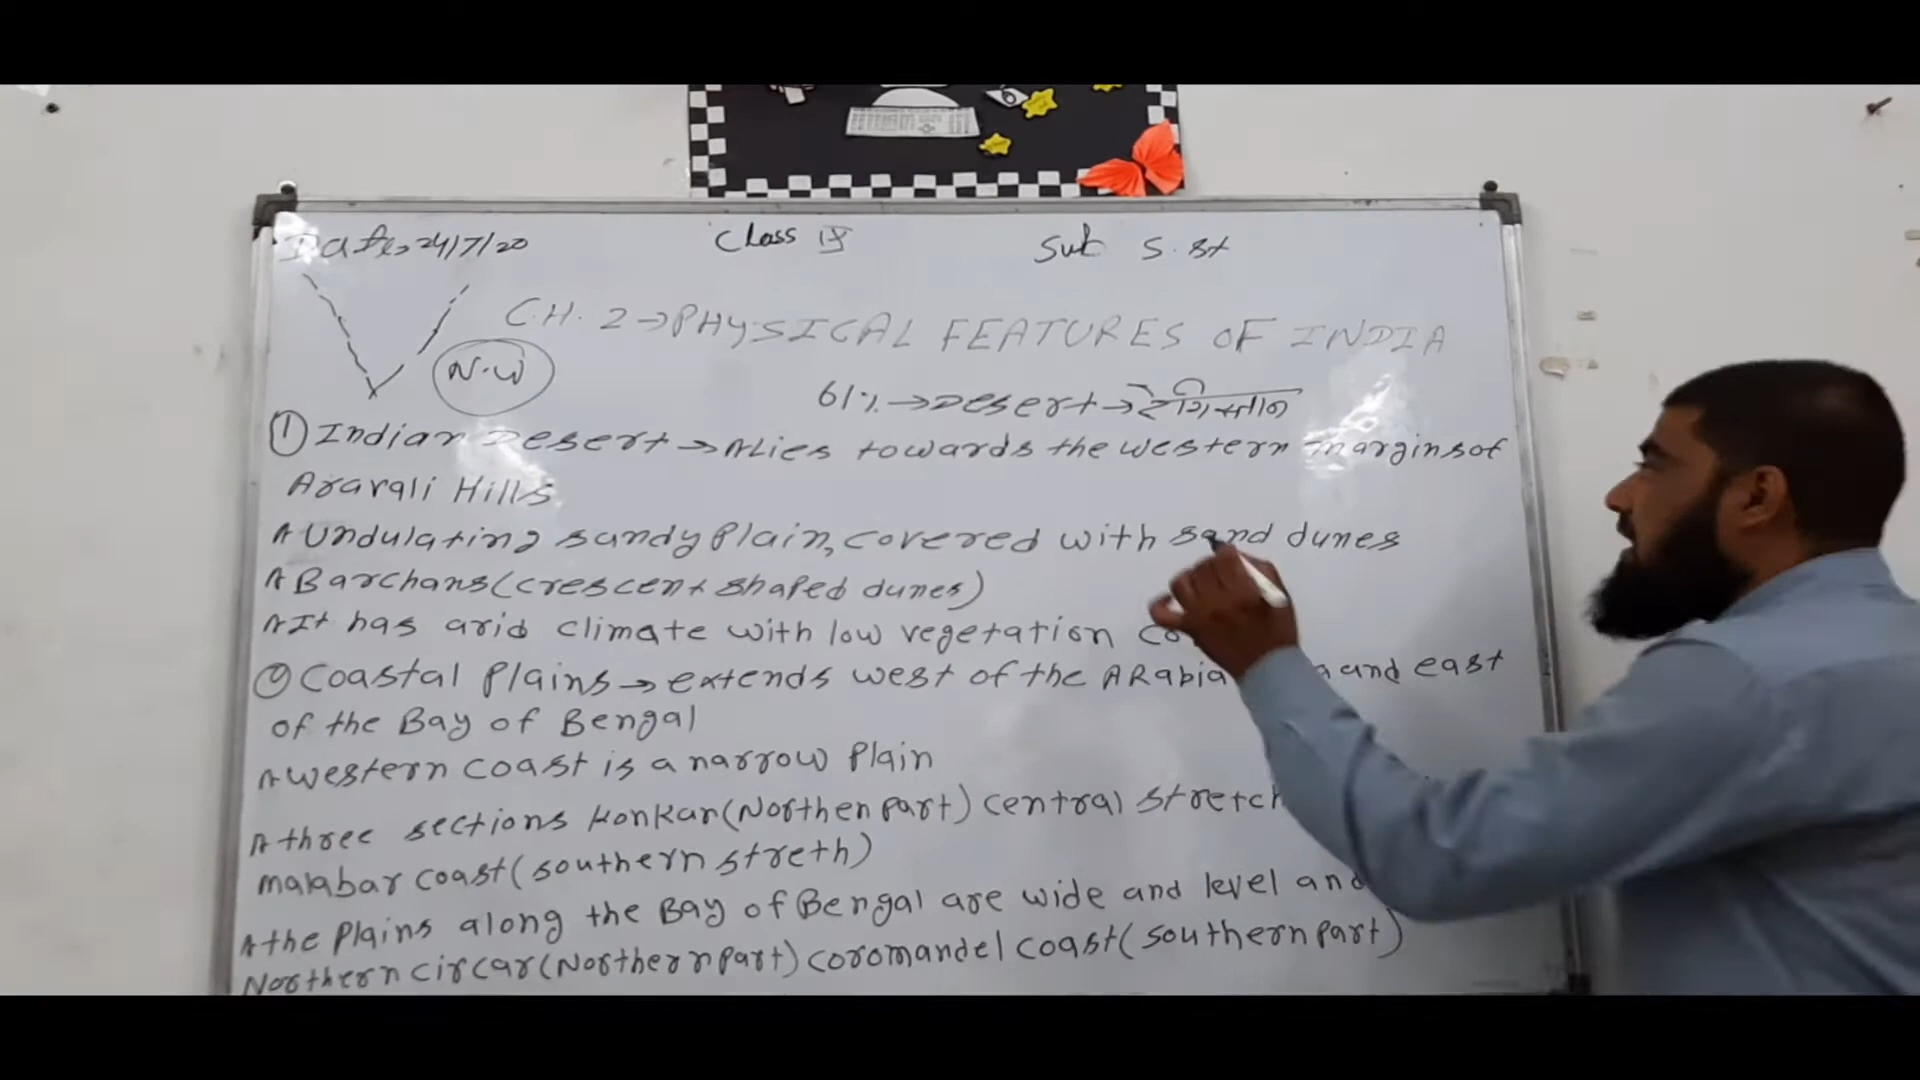 Date→24/7/20 Class IX Sub S.St
CH. 2→PHYSICAL FEATURES OF INDIA
N.W
61%→Desert→रेगिस्तान
① Indian Desert→ Lies towards the western margins of
Aravali Hills
Undulating sandy Plain, covered with sand dunes
Barchans (crescent shaped dunes)
It has arid climate with low vegetation
② Coastal Plains→ extends west of the Arabian and east
of the Bay of Bengal
western coast is a narrow Plain
three sections Konkan (Northen part) central stretch
malabar coast (southern streth)
the Plains along the Bay of Bengal are wide and level and
Northern circar (Northern part) coromandel coast (southern part)